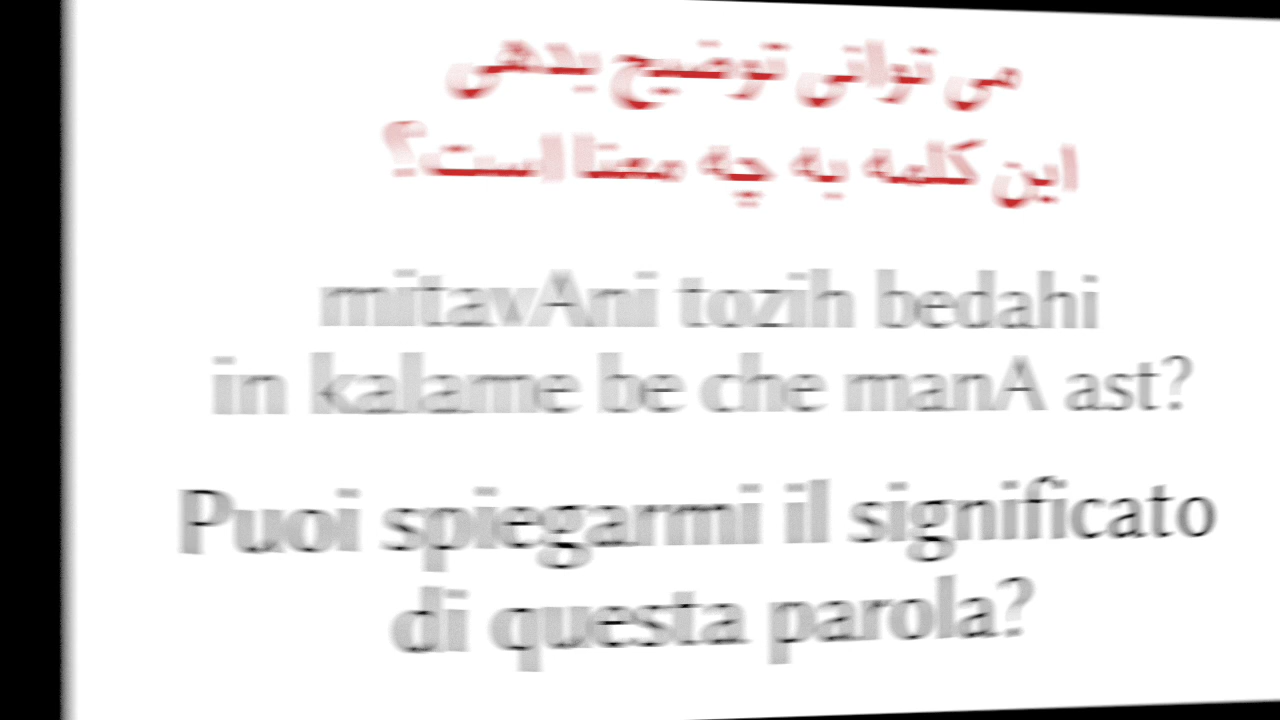 می توانی توضیح بدهی
این کلمه به چه معنا است؟
mitavAni tozih bedahi
in kalame be che manA ast?
Puoi spiegarmi il significato
di questa parola?